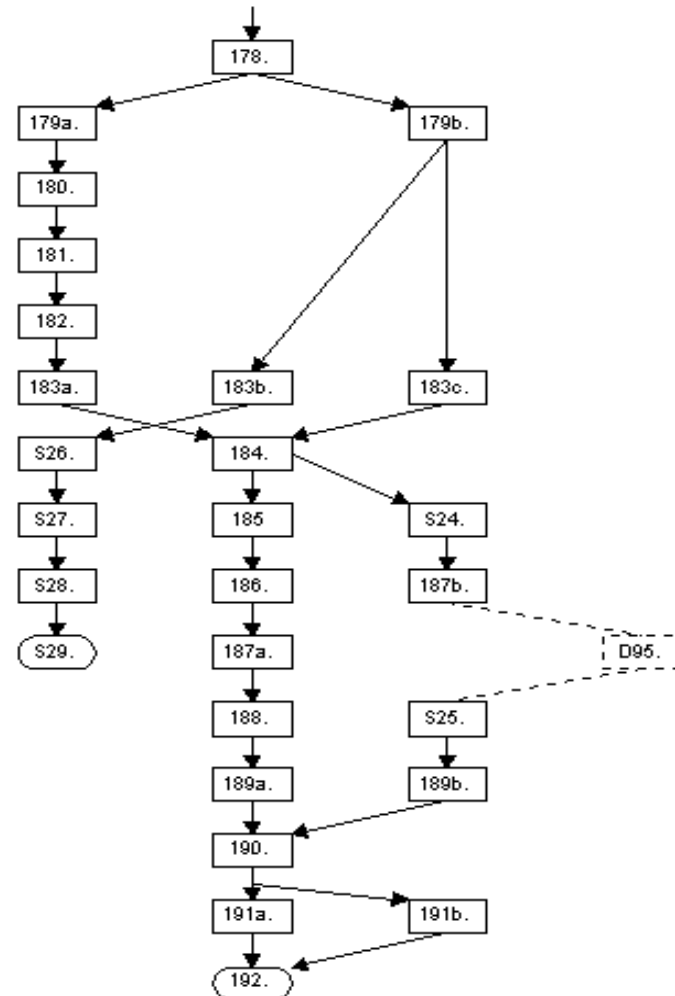 178.
179a.
179b.
180.
181.
182.
183a.
183b.
183c.
S26.
184.
S27.
185
S24.
S28.
186.
187b.
S29.
187a.
D95.
188.
S25.
189a.
189b.
190.
191a.
191b.
192.